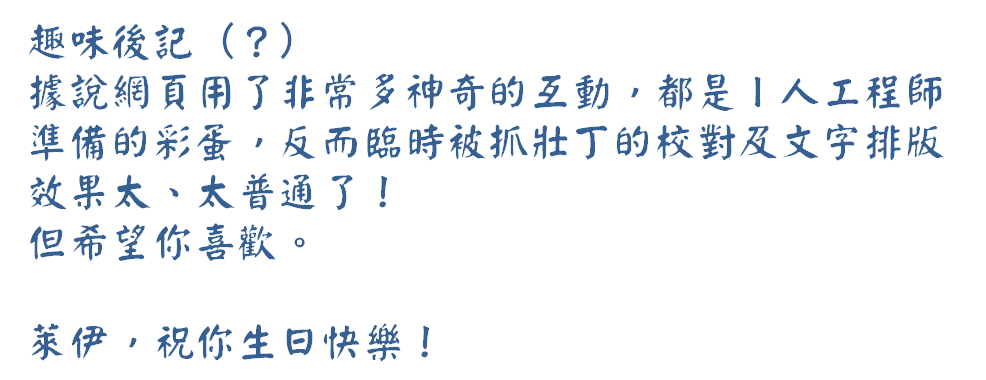 趣味後記（？）
據說網頁用了非常多神奇的互動，都是I人工程師
準備的彩蛋，反而臨時被抓壯丁的校對及文字排版
效果太、太普通了！
但希望你喜歡。
萊伊，祝你生日快樂！